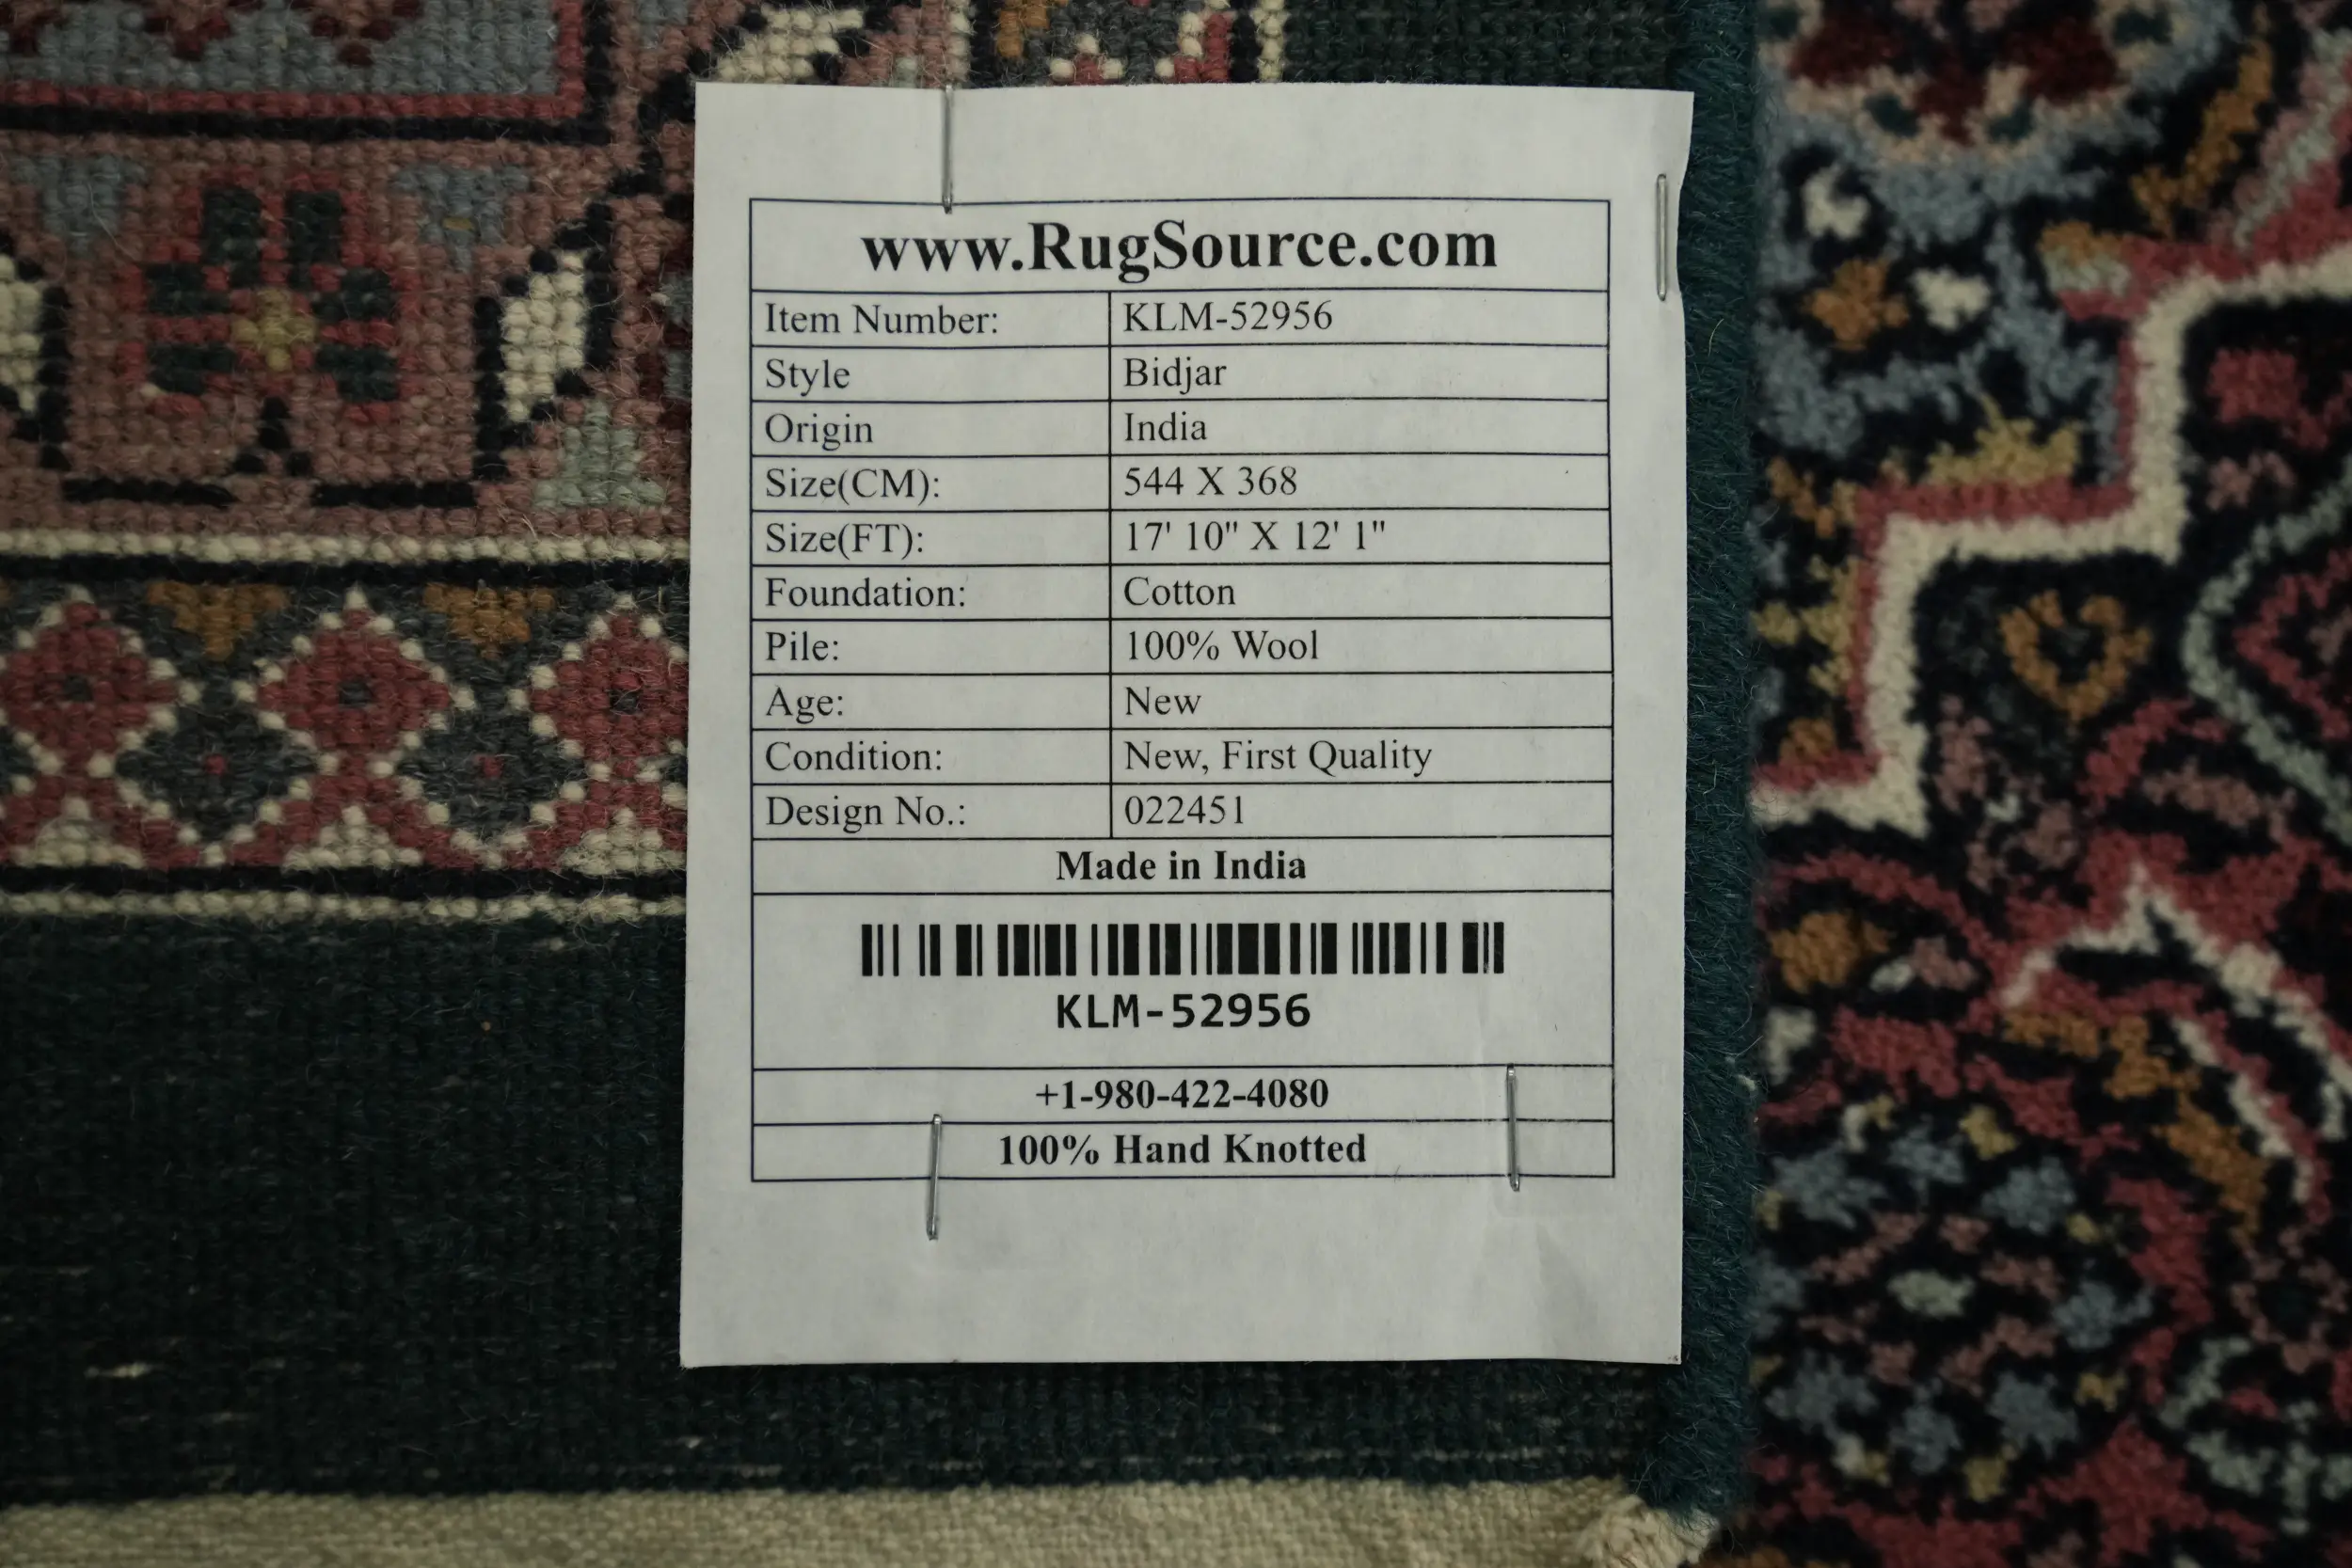 www.RugSource.com
Item Number: KLM-52956
Style Bidjar
Origin India
Size(CM): 544 X 368
Size(FT): 17' 10" X 12' 1"
Foundation: Cotton
Pile: 100% Wool
Age: New
Condition: New, First Quality
Design No.: 022451
Made in India
KLM-52956
+1-980-422-4080
100% Hand Knotted